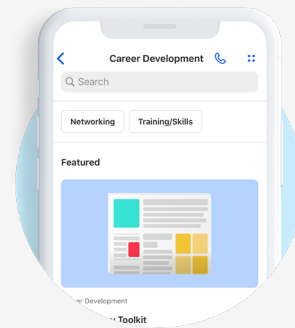 Career Development
Search
Networking Training/Skills
Featured
Development
Toolkit